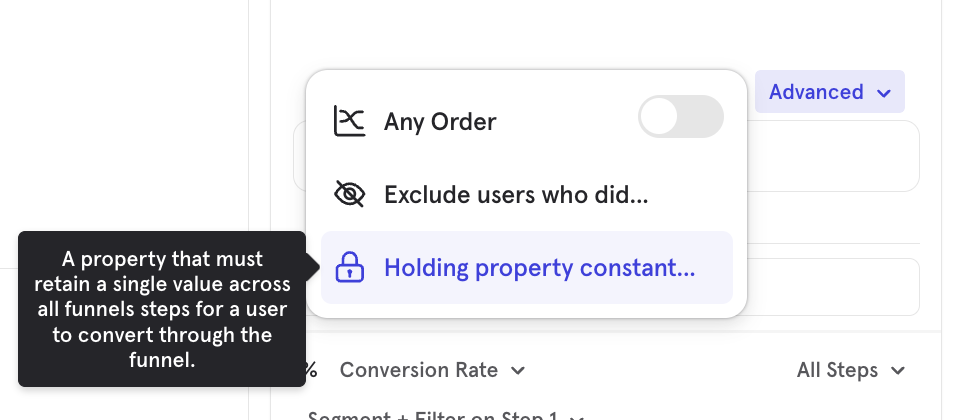 Advanced
Any Order
Exclude users who did...
Holding property constant...
A property that must
retain a single value across
all funnels steps for a user
to convert through the
funnel.
% Conversion Rate
All Steps
Segment + Filter on Step 1